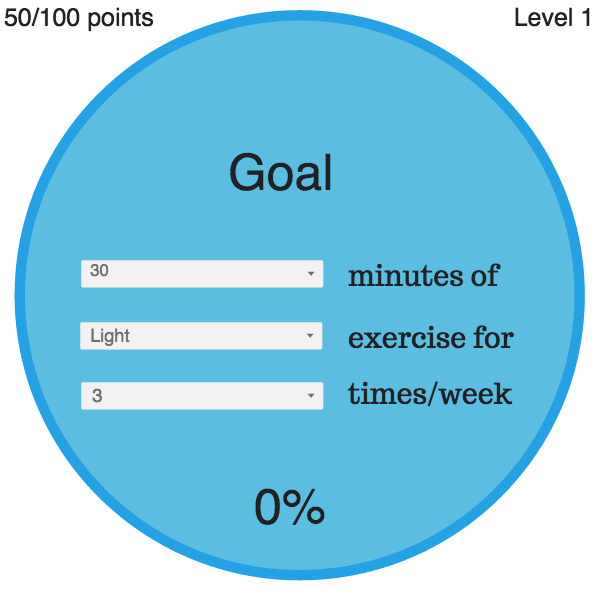 50/100 points Level 1
Goal
30 minutes of
Light exercise for
3 times/week
0%